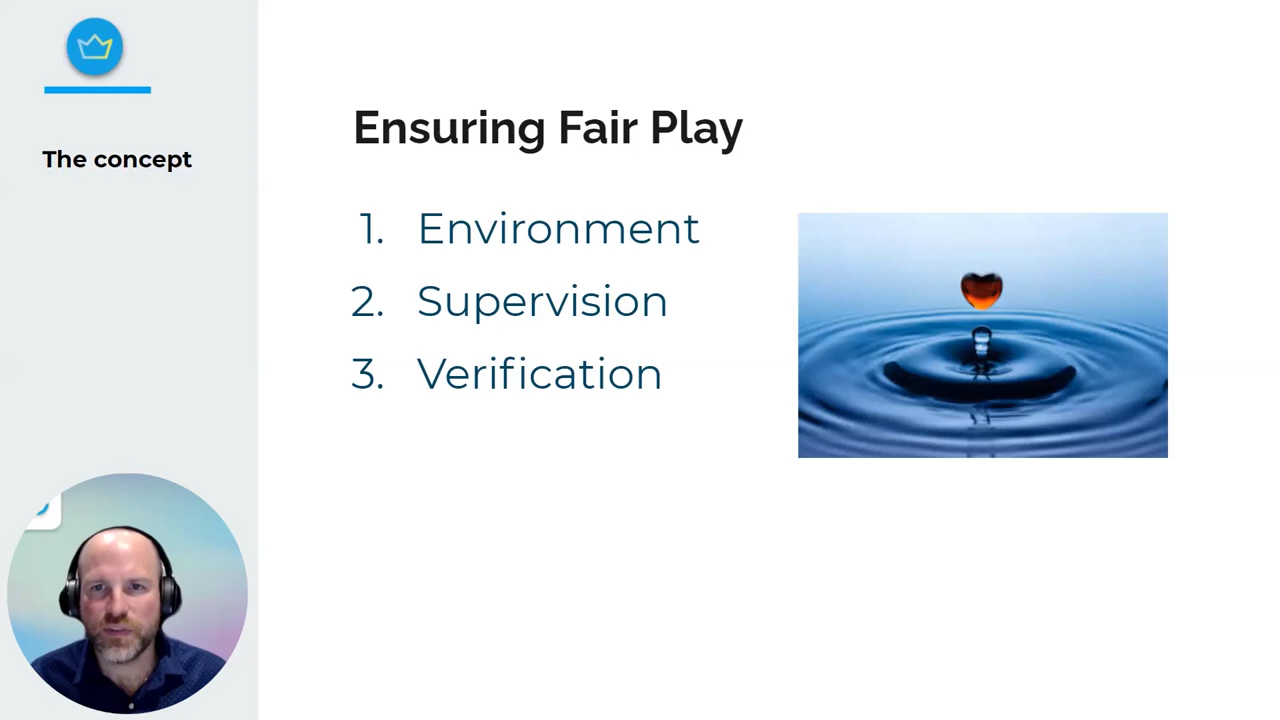 The concept
Ensuring Fair Play
1. Environment
2. Supervision
3. Verification